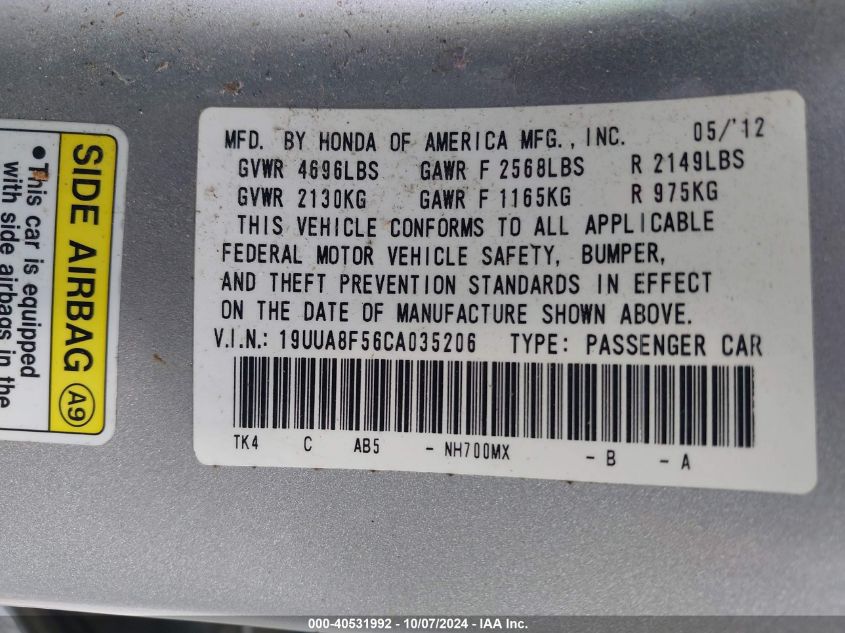 MFD. BY HONDA OF AMERICA MFG., INC. 05/'12
GVWR 4696LBS GAWR F 2568LBS R 2149LBS
GVWR 2130KG GAWR F 1165KG R 975KG
THIS VEHICLE CONFORMS TO ALL APPLICABLE
FEDERAL MOTOR VEHICLE SAFETY, BUMPER,
AND THEFT PREVENTION STANDARDS IN EFFECT
ON THE DATE OF MANUFACTURE SHOWN ABOVE.
V.I.N.: 19UUA8F56CA035206 TYPE: PASSENGER CAR
TK4 C AB5 - NH700MX - B - A
SIDE AIRBAG A9
●This car is equipped
with side airbags in the
000-40531992 - 10/07/2024 - IAA Inc.